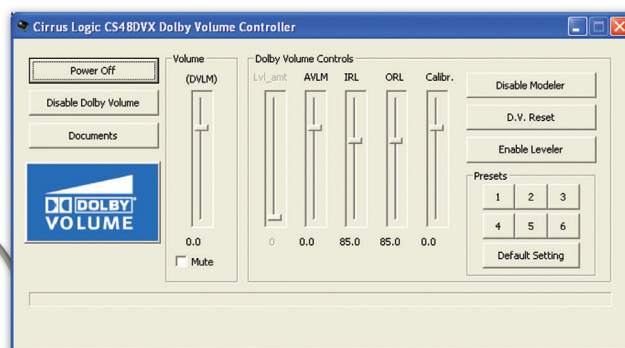 Cirrus Logic CS48DVX Dolby Volume Controller
Power Off
Disable Dolby Volume
Documents
DOLBY
VOLUME
Volume
(DVLM)
0.0
Mute
Dolby Volume Controls
Lvl_amt AVLM IRL ORL Calibr.
0 0.0 85.0 85.0 0.0
Disable Modeler
D.V. Reset
Enable Leveler
Presets
1 2 3
4 5 6
Default Setting